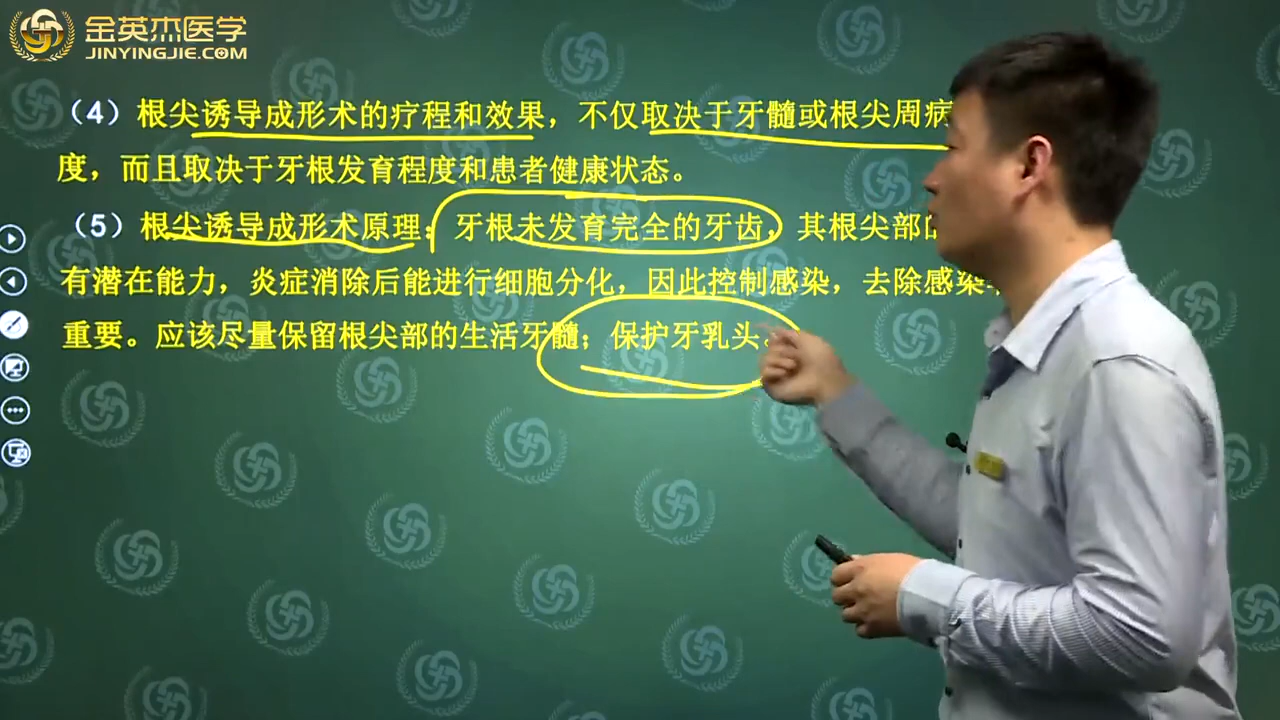 金英杰医学
JINYINGJIE.COM
（4）根尖诱导成形术的疗程和效果，不仅取决于牙髓或根尖周病
度，而且取决于牙根发育程度和患者健康状态。
（5）根尖诱导成形术原理：牙根未发育完全的牙齿，其根尖部的
有潜在能力，炎症消除后能进行细胞分化，因此控制感染，去除感染
重要。应该尽量保留根尖部的生活牙髓；保护牙乳头。